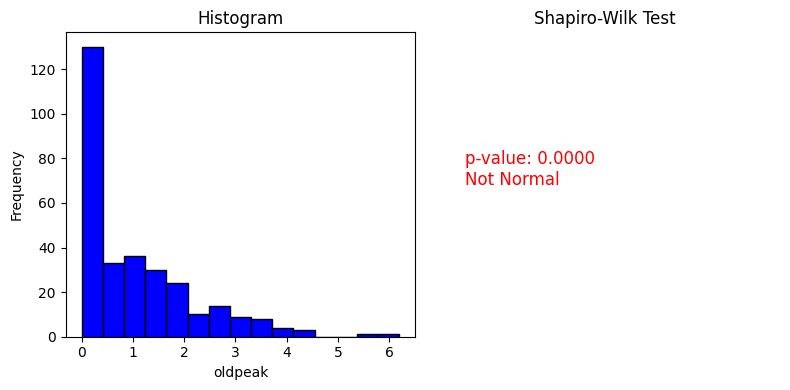 Histogram
Shapiro-Wilk Test
120
100
80
60
40
20
0
Frequency
p-value: 0.0000
Not Normal
0 1 2 3 4 5 6
oldpeak